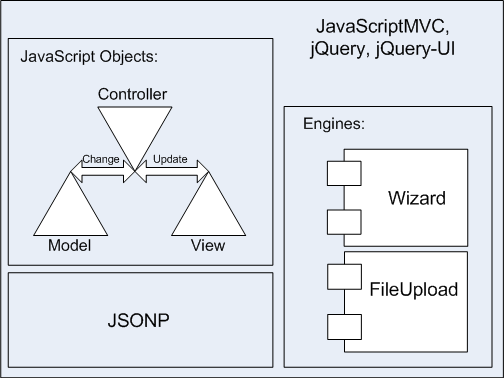 JavaScriptMVC,
jQuery, jQuery-UI
JavaScript Objects:
Controller
Change
Update
Model
View
JSONP
Engines:
Wizard
FileUpload